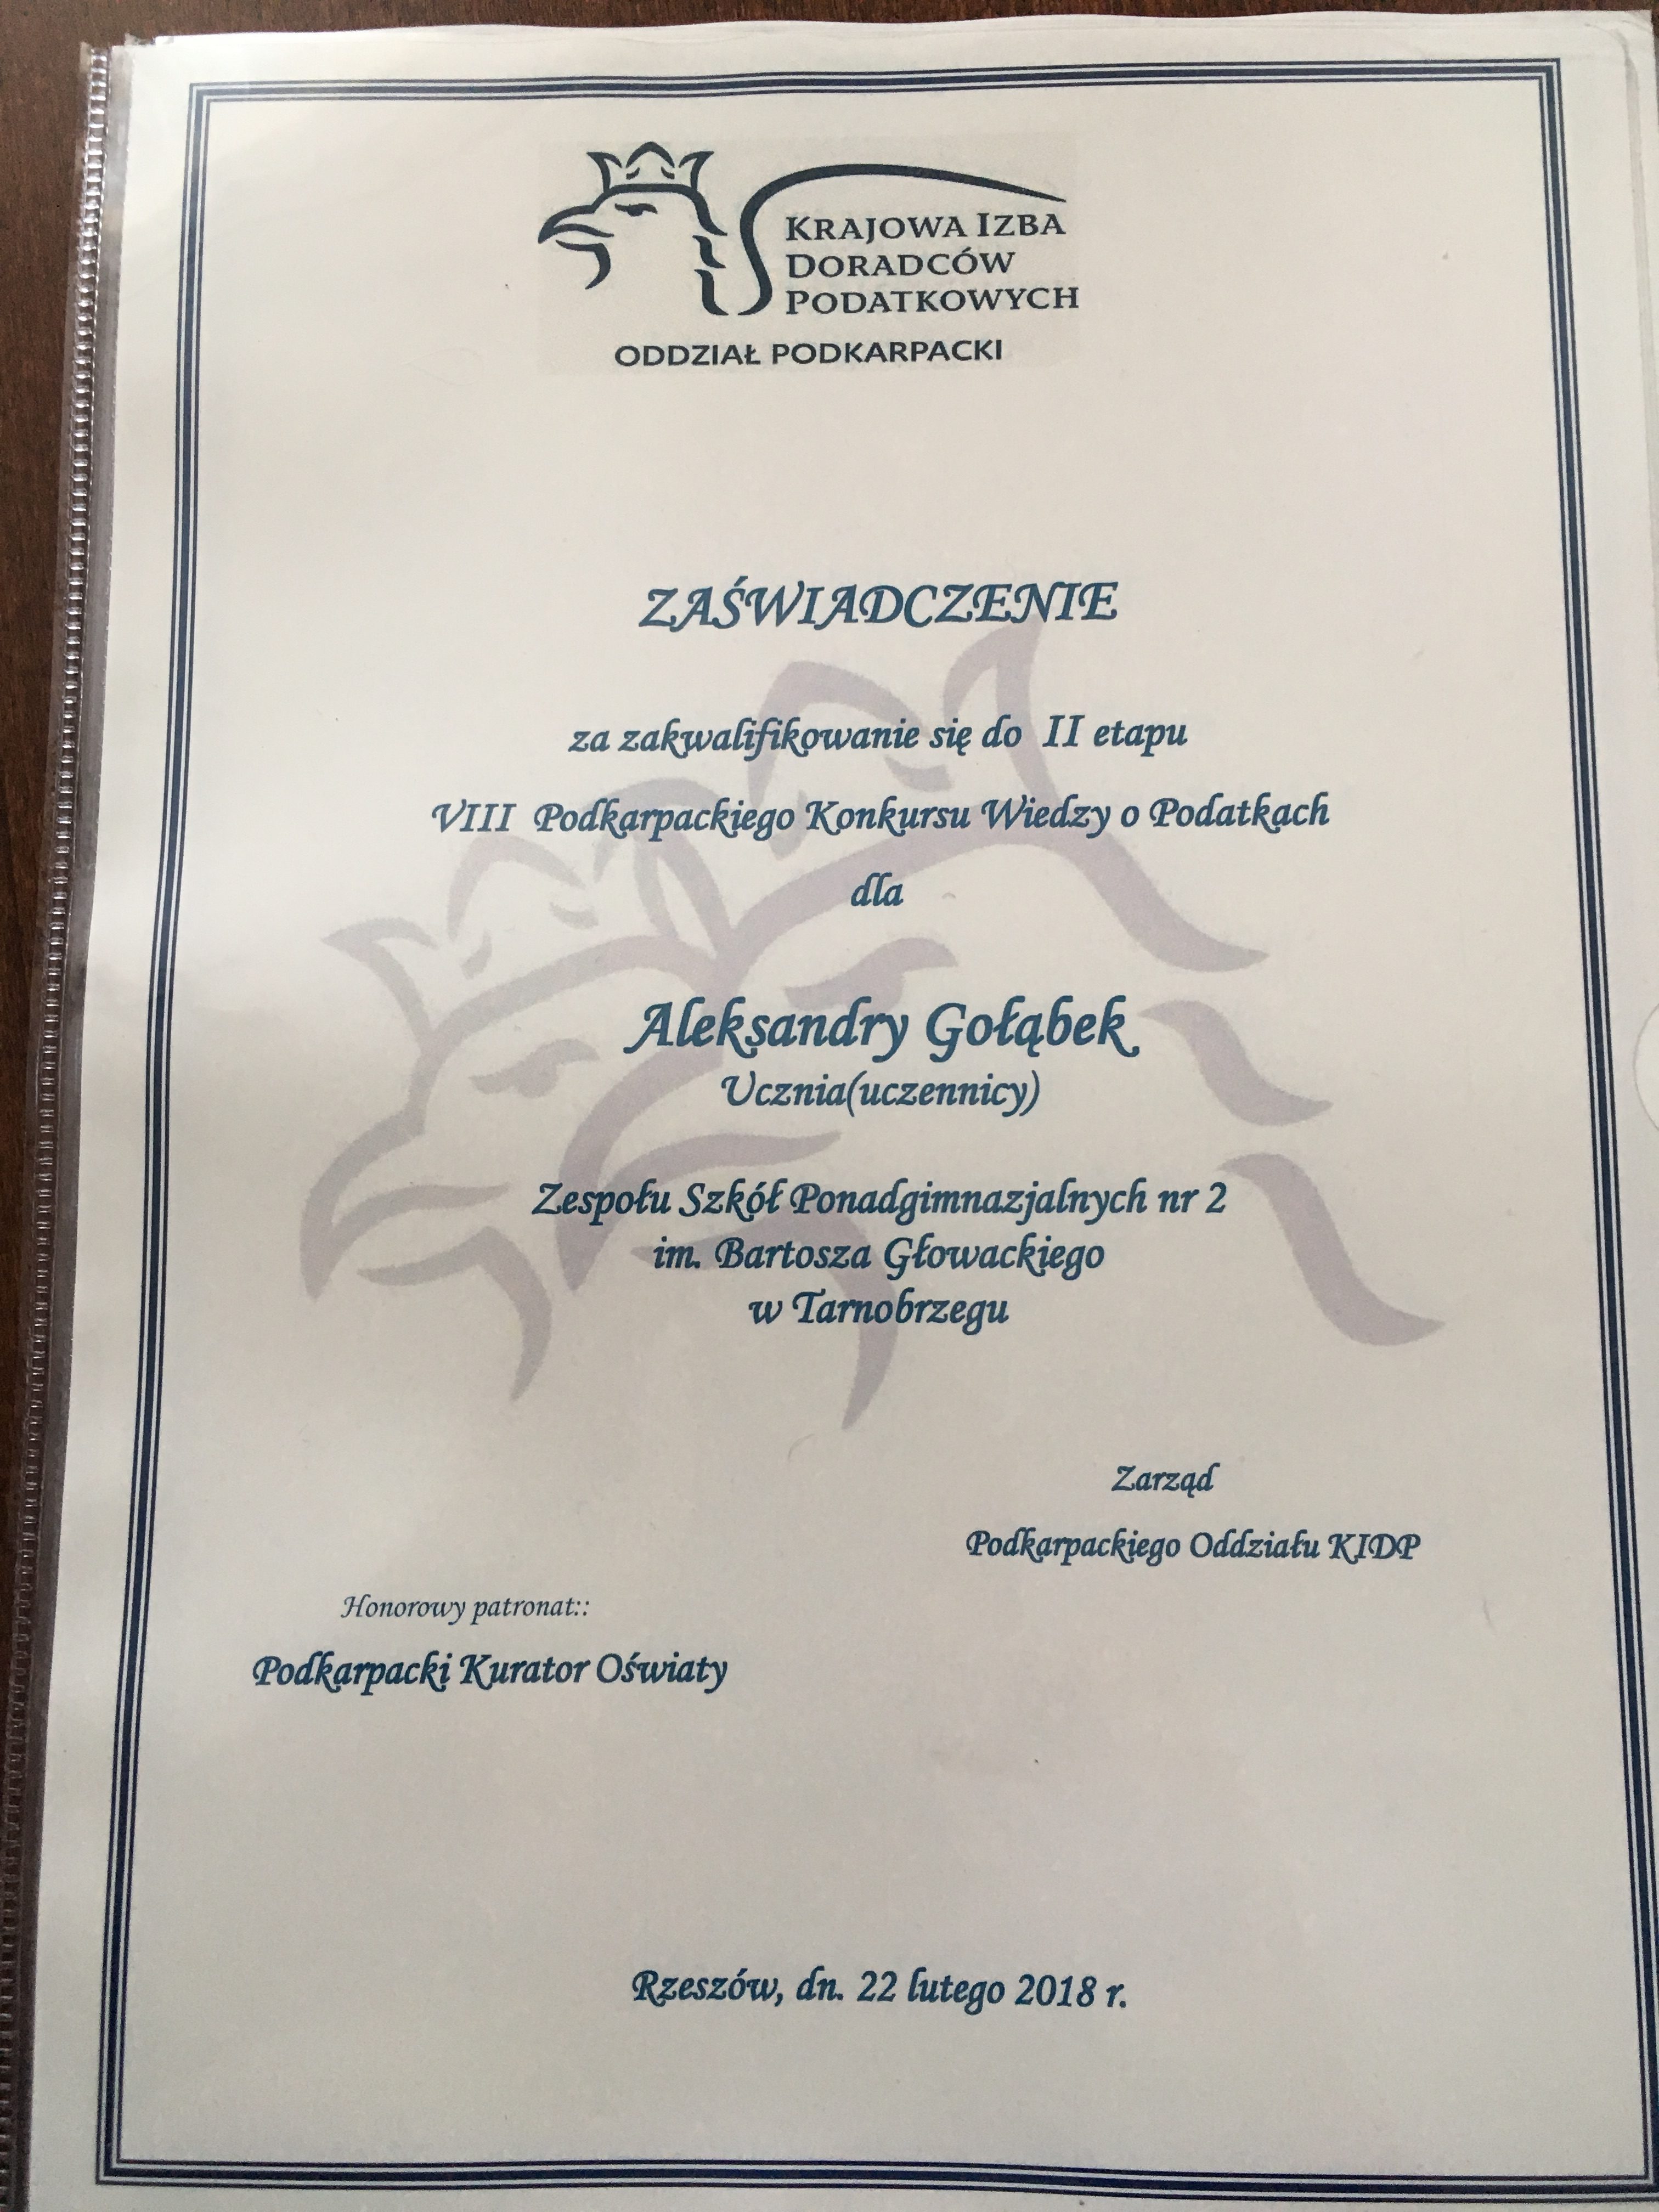 KRAJOWA IZBA
DORADCÓW
PODATKOWYCH
ODDZIAŁ PODKARPACKI
ZAŚWIADCZENIE
za zakwalifikowanie się do II etapu
VIII Podkarpackiego Konkursu Wiedzy o Podatkach
dla
Aleksandry Gołąbek
Ucznia(uczennicy)
Zespołu Szkół Ponadgimnazjalnych nr 2
im. Bartosza Głowackiego
w Tarnobrzegu
Zarząd
Podkarpackiego Oddziału KIDP
Honorowy patronat::
Podkarpacki Kurator Oświaty
Rzeszów, dn. 22 lutego 2018 r.